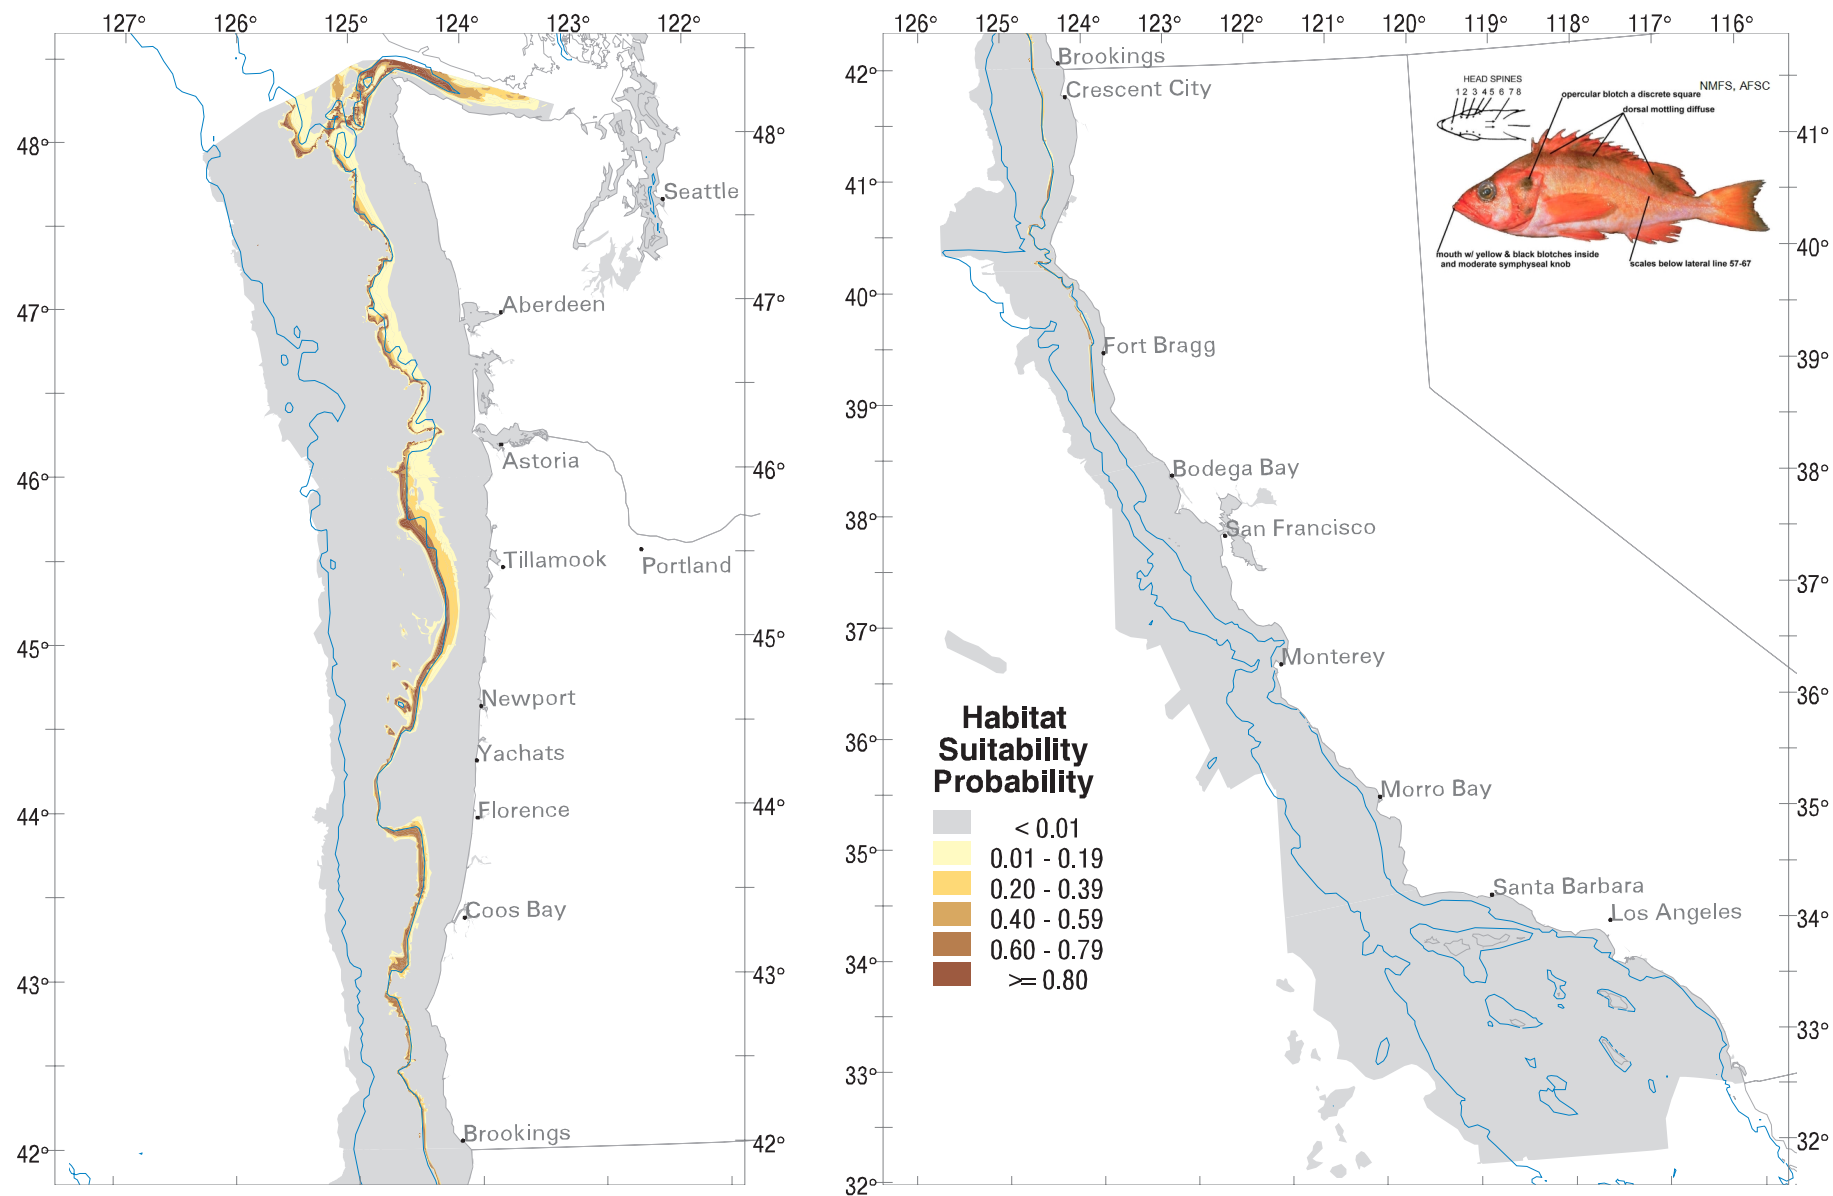 127° 125° 125° 124° 123° 122°
48°
47°
46°
45°
44°
43°
42°
48°
47°
46°
45°
44°
43°
42°
Seattle
Aberdeen
Astoria
Tillamook
Portland
Newport
Yachats
Florence
Coos Bay
Brookings
126° 125° 124° 123° 122° 121° 120° 119° 118° 117° 116°
42°
41°
40°
39°
38°
37°
36°
35°
34°
33°
32°
41°
40°
39°
38°
37°
36°
35°
34°
33°
32°
Brookings
Crescent City
Fort Bragg
Bodega Bay
San Francisco
Monterey
Morro Bay
Santa Barbara
Los Angeles
HEAD SPINES
1 2 3 4 5 6 7 8
NMFS, AFSC
opercular blotch a discrete square
dorsal mottling diffuse
mouth w/ yellow & black blotches inside
and moderate symphyseal knob
scales below lateral line 57-67
Habitat
Suitability
Probability
< 0.01
0.01 - 0.19
0.20 - 0.39
0.40 - 0.59
0.60 - 0.79
>= 0.80